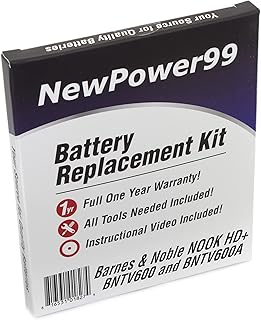 Your Source for Quality Batteries
NewPower99
Battery
Replacement Kit
1yr Full One Year Warranty!
All Tools Needed Included!
Instructional Video Included!
Barnes & Noble NOOK HD+
BNTV600 and BNTV600A